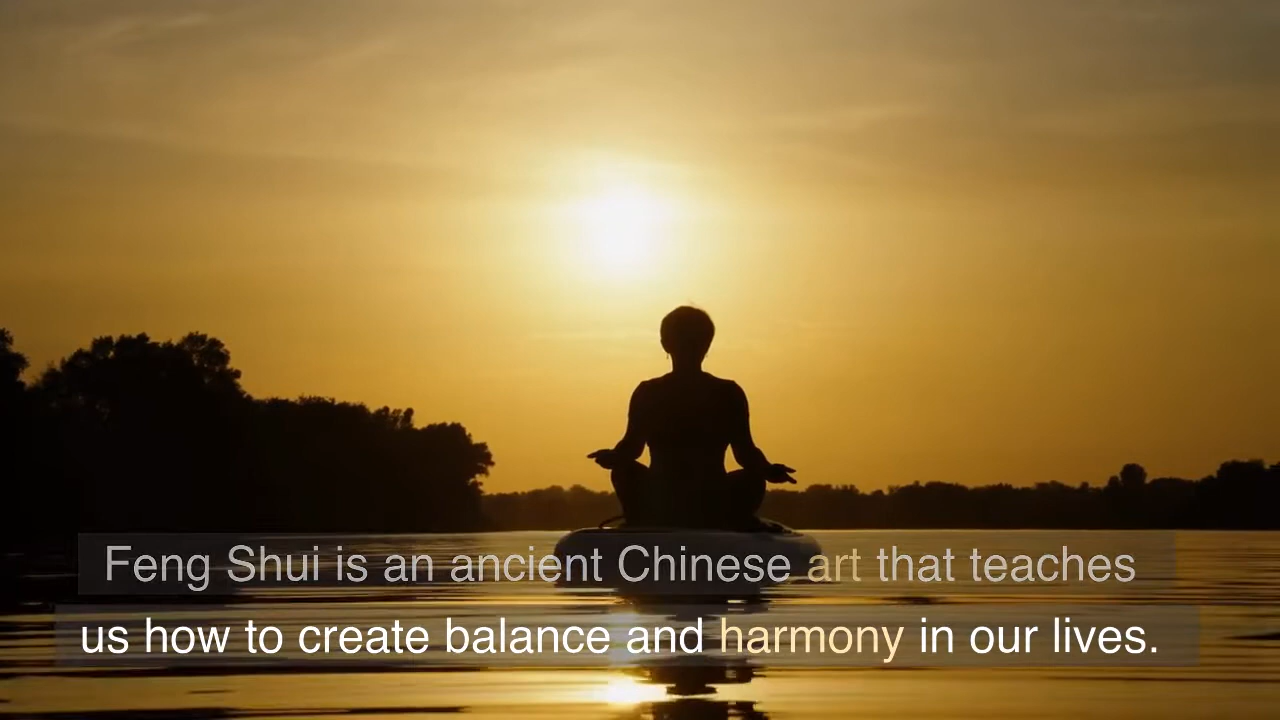 Feng Shui is an ancient Chinese art that teaches
us how to create balance and harmony in our lives.